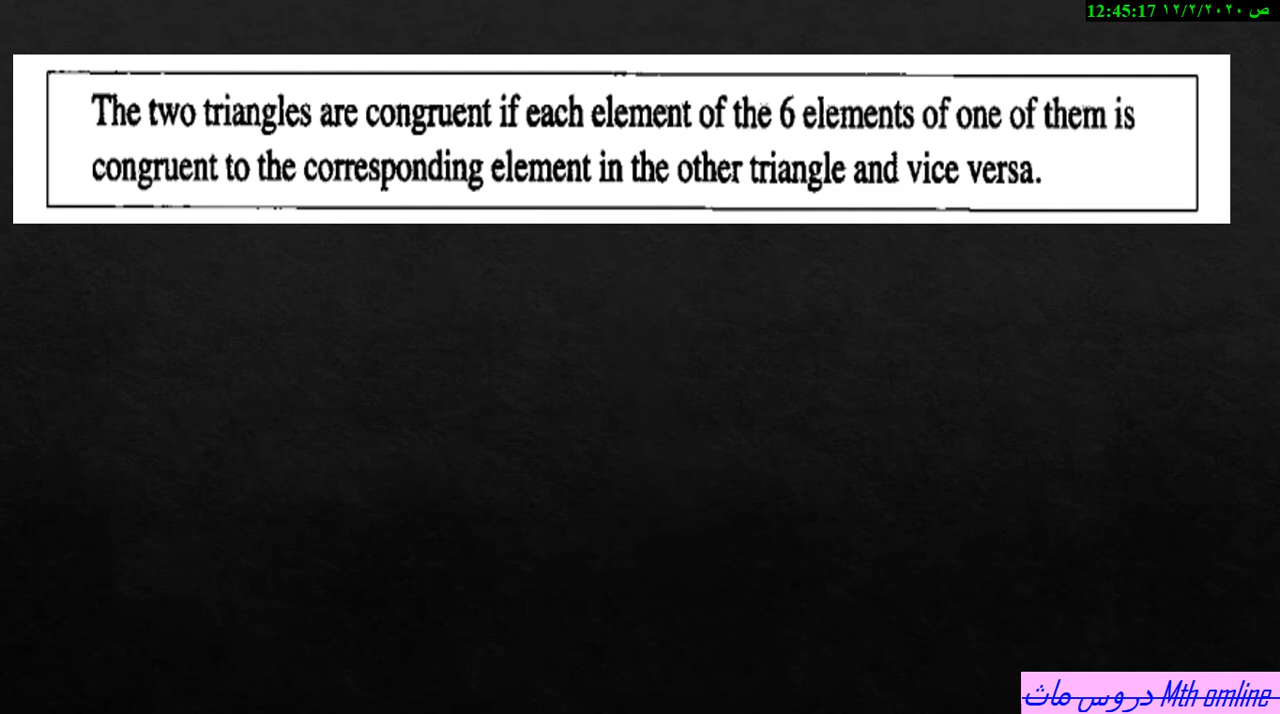 12:45:17 ١٢/٢/٢٠٢٠ ص
The two triangles are congruent if each element of the 6 elements of one of them is
congruent to the corresponding element in the other triangle and vice versa.
Mth omline دروس ماث